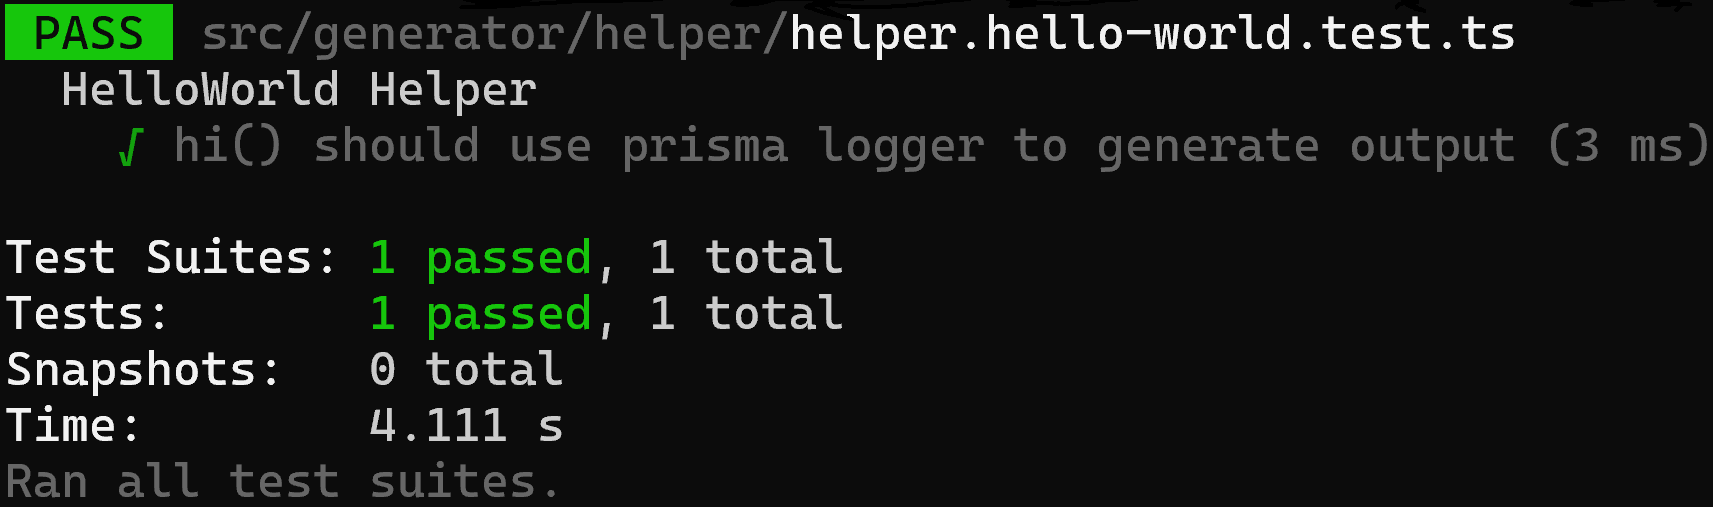 PASS src/generator/helper/helper.hello-world.test.ts
HelloWorld Helper
√ hi() should use prisma logger to generate output (3 ms)
Test Suites: 1 passed, 1 total
Tests: 1 passed, 1 total
Snapshots: 0 total
Time: 4.111 s
Ran all test suites.